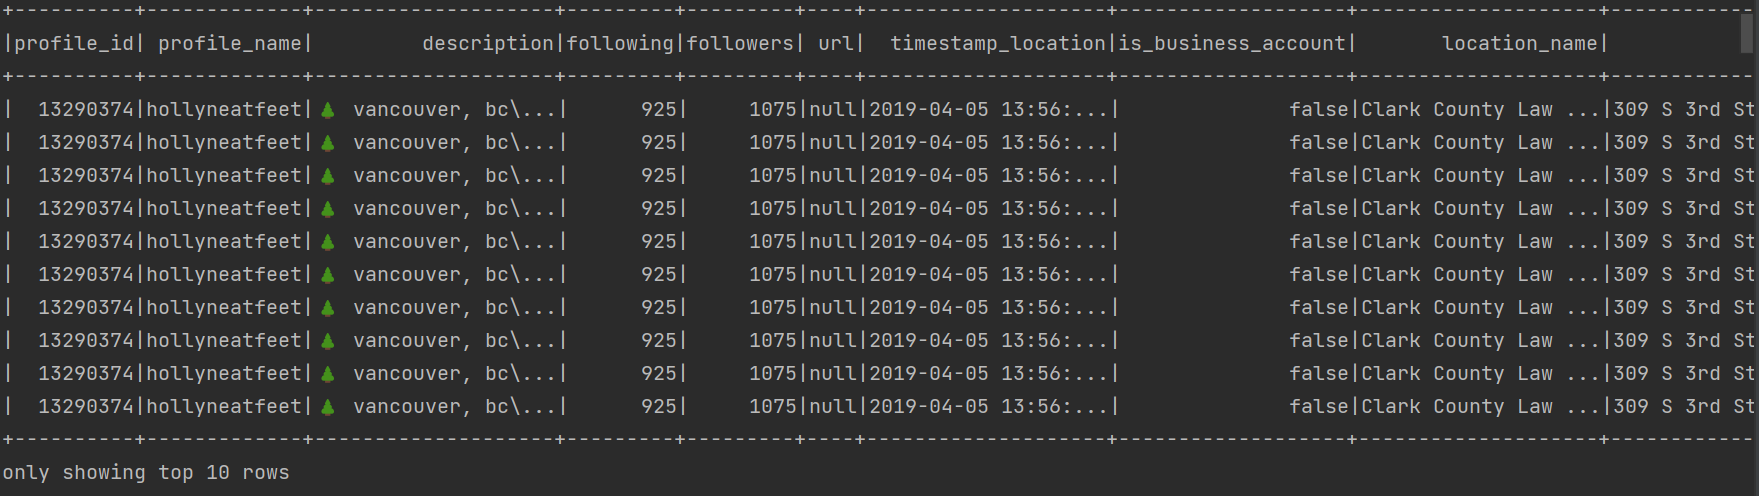 +----------+-------------+--------------------+---------+---------+----+--------------------+-------------------+--------------------+------------
|profile_id| profile_name|         description|following|followers| url|  timestamp_location|is_business_account|       location_name|
+----------+-------------+--------------------+---------+---------+----+--------------------+-------------------+--------------------+------------
|  13290374|hollyneatfeet|🌲 vancouver, bc\...|      925|     1075|null|2019-04-05 13:56:...|              false|Clark County Law ...|309 S 3rd St
|  13290374|hollyneatfeet|🌲 vancouver, bc\...|      925|     1075|null|2019-04-05 13:56:...|              false|Clark County Law ...|309 S 3rd St
|  13290374|hollyneatfeet|🌲 vancouver, bc\...|      925|     1075|null|2019-04-05 13:56:...|              false|Clark County Law ...|309 S 3rd St
|  13290374|hollyneatfeet|🌲 vancouver, bc\...|      925|     1075|null|2019-04-05 13:56:...|              false|Clark County Law ...|309 S 3rd St
|  13290374|hollyneatfeet|🌲 vancouver, bc\...|      925|     1075|null|2019-04-05 13:56:...|              false|Clark County Law ...|309 S 3rd St
|  13290374|hollyneatfeet|🌲 vancouver, bc\...|      925|     1075|null|2019-04-05 13:56:...|              false|Clark County Law ...|309 S 3rd St
|  13290374|hollyneatfeet|🌲 vancouver, bc\...|      925|     1075|null|2019-04-05 13:56:...|              false|Clark County Law ...|309 S 3rd St
|  13290374|hollyneatfeet|🌲 vancouver, bc\...|      925|     1075|null|2019-04-05 13:56:...|              false|Clark County Law ...|309 S 3rd St
|  13290374|hollyneatfeet|🌲 vancouver, bc\...|      925|     1075|null|2019-04-05 13:56:...|              false|Clark County Law ...|309 S 3rd St
|  13290374|hollyneatfeet|🌲 vancouver, bc\...|      925|     1075|null|2019-04-05 13:56:...|              false|Clark County Law ...|309 S 3rd St
+----------+-------------+--------------------+---------+---------+----+--------------------+-------------------+--------------------+------------
only showing top 10 rows